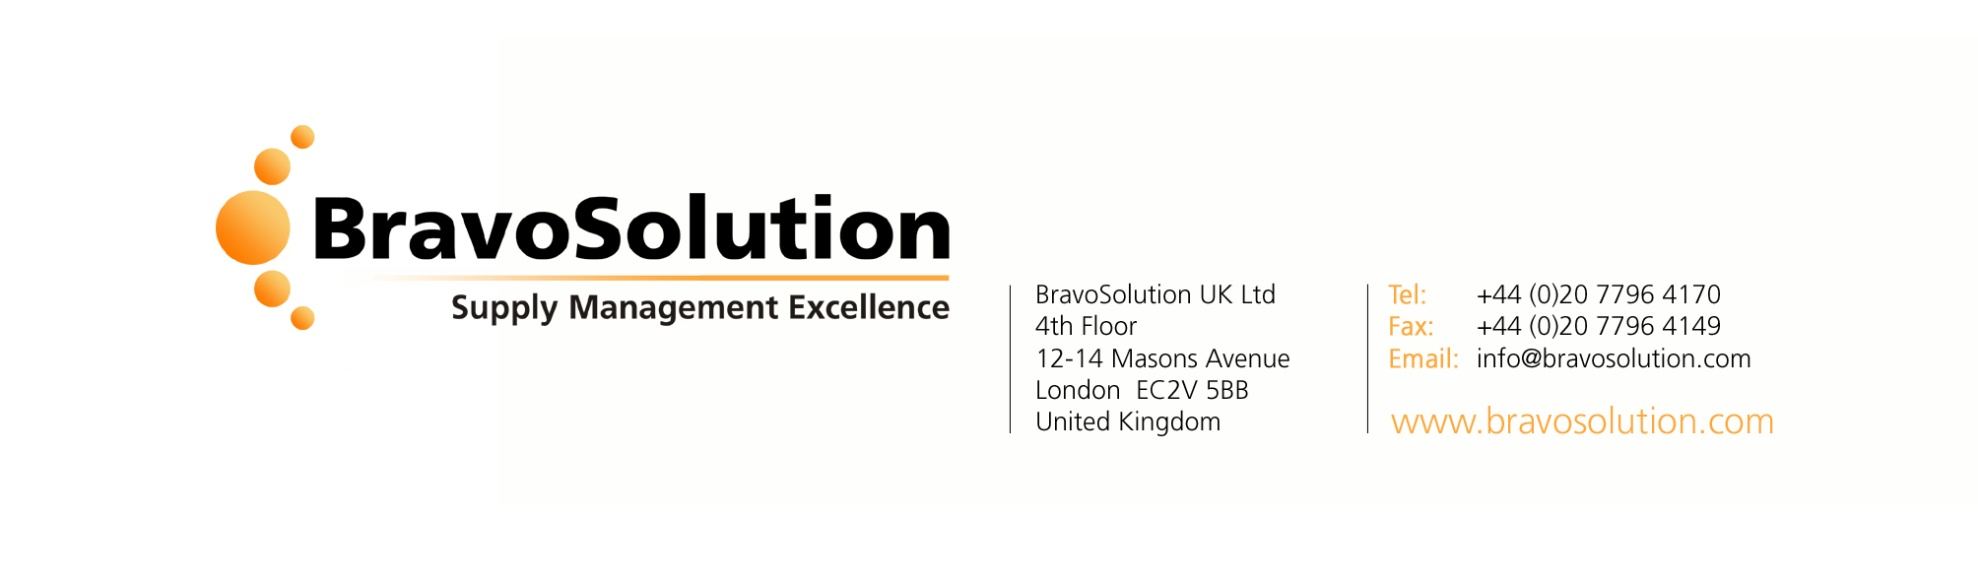 BravoSolution
Supply Management Excellence
BravoSolution UK Ltd
4th Floor
12-14 Masons Avenue
London  EC2V 5BB
United Kingdom
Tel: +44 (0)20 7796 4170
Fax: +44 (0)20 7796 4149
Email: info@bravosolution.com
www.bravosolution.com